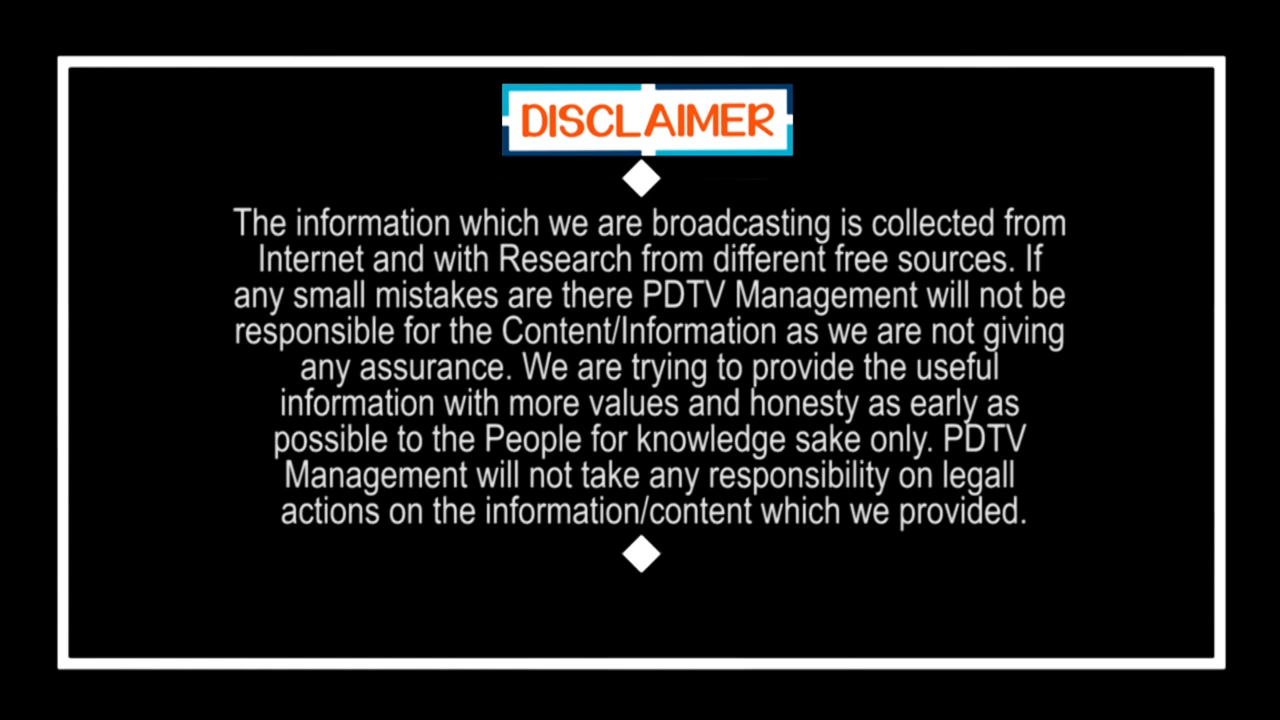 DISCLAIMER
The information which we are broadcasting is collected from
Internet and with Research from different free sources. If
any small mistakes are there PDTV Management will not be
responsible for the Content/Information as we are not giving
any assurance. We are trying to provide the useful
information with more values and honesty as early as
possible to the People for knowledge sake only. PDTV
Management will not take any responsibility on legall
actions on the information/content which we provided.